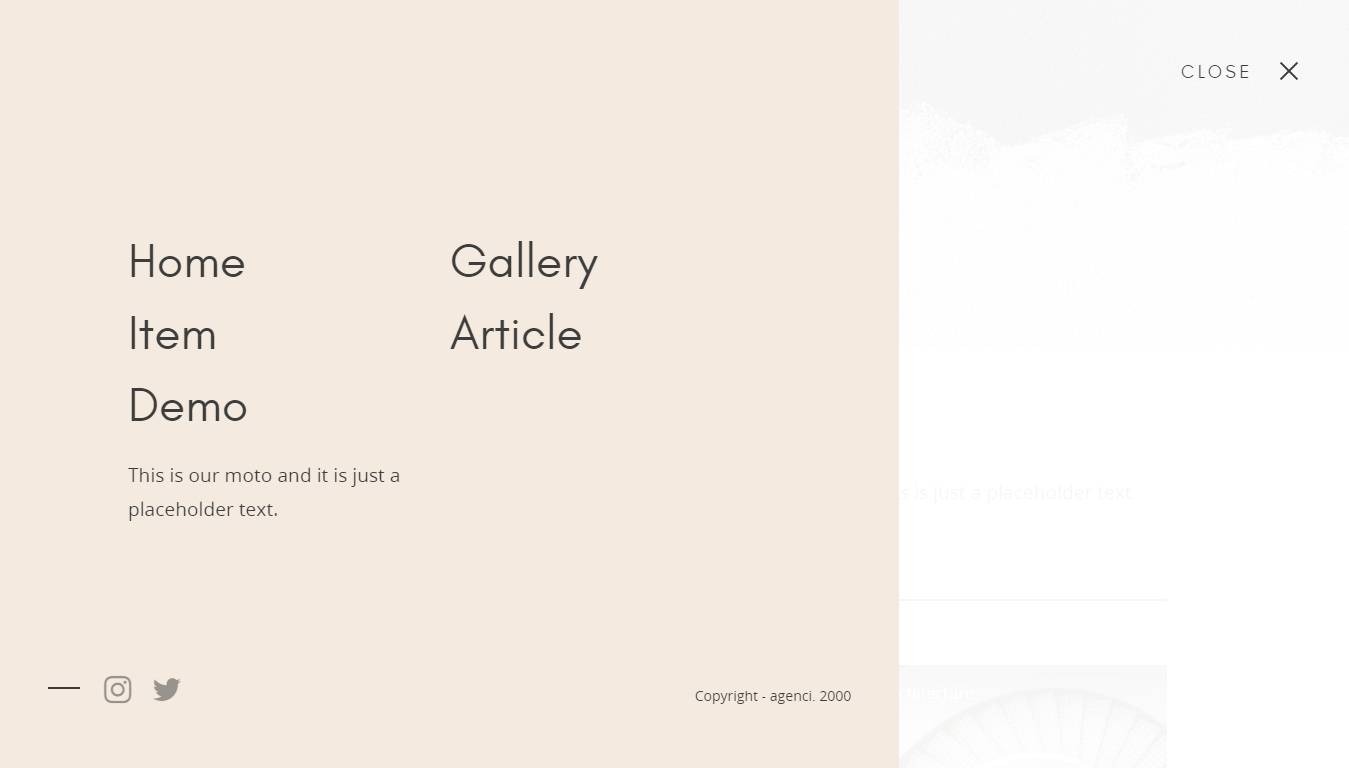 CLOSE
Home
Gallery
Item
Article
Demo
This is our moto and it is just a
placeholder text.
s is just a placeholder text
Copyright - agenci. 2000